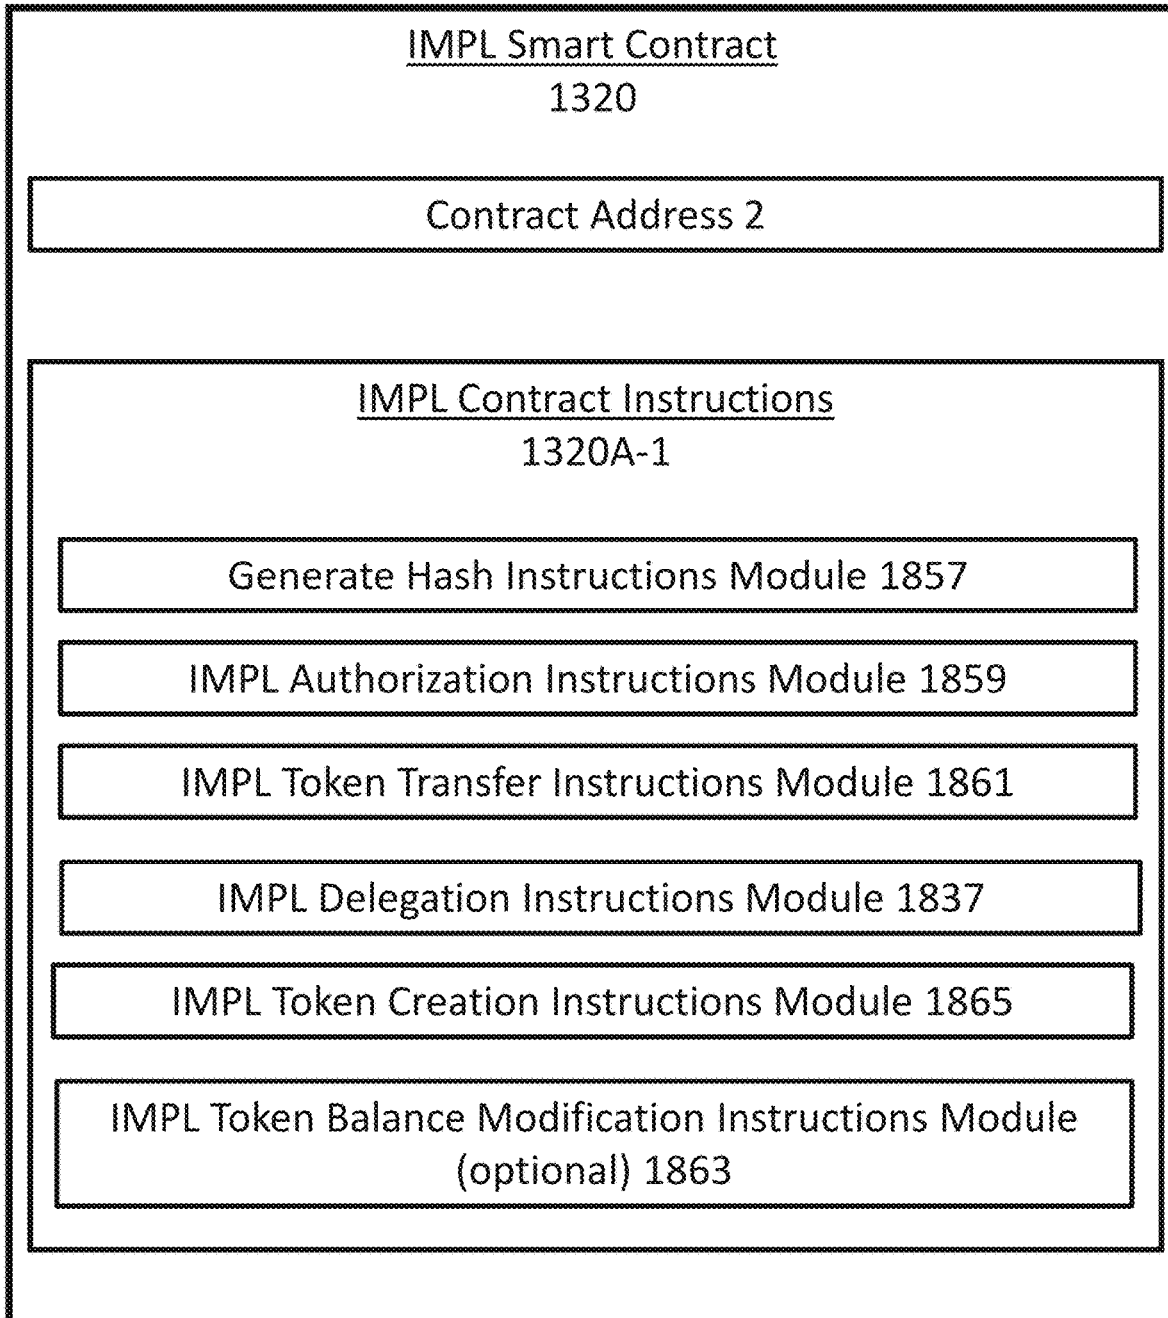 IMPL Smart Contract
1320
Contract Address 2
IMPL Contract Instructions
1320A-1
Generate Hash Instructions Module 1857
IMPL Authorization Instructions Module 1859
IMPL Token Transfer Instructions Module 1861
IMPL Delegation Instructions Module 1837
IMPL Token Creation Instructions Module 1865
IMPL Token Balance Modification Instructions Module
(optional) 1863